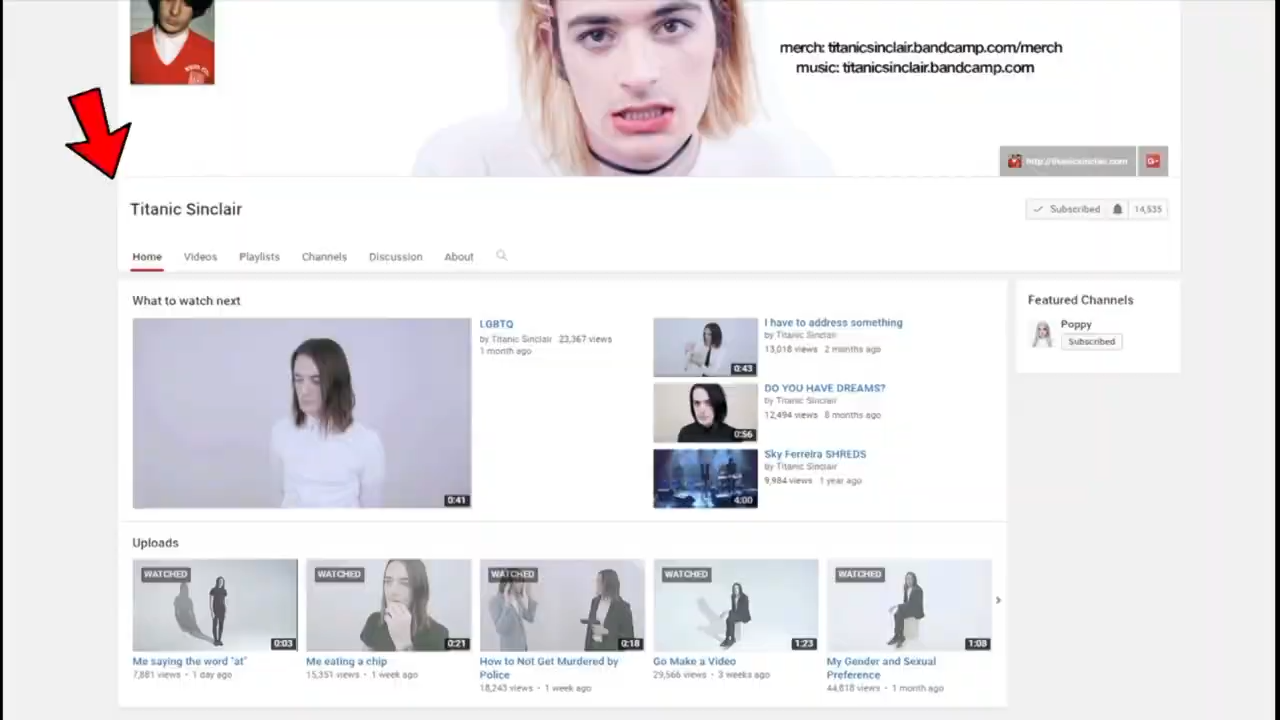 merch: titanicsinclair.bandcamp.com/merch
music: titanicsinclair.bandcamp.com
http://titanicsinclair.com
G+
Titanic Sinclair
Subscribed 14,535
Home Videos Playlists Channels Discussion About
What to watch next
LGBTQ
by Titanic Sinclair 23,367 views
1 month ago
0:41
I have to address something
by Titanic Sinclair
13,018 views 2 months ago
0:43
DO YOU HAVE DREAMS?
by Titanic Sinclair
12,494 views 8 months ago
0:56
Sky Ferreira SHREDS
by Titanic Sinclair
9,984 views 1 year ago
4:00
Featured Channels
Poppy
Subscribed
Uploads
WATCHED
0:03
Me saying the word "at"
7,881 views • 1 day ago
WATCHED
0:21
Me eating a chip
15,351 views • 1 week ago
WATCHED
0:18
How to Not Get Murdered by
Police
18,243 views • 1 week ago
WATCHED
1:23
Go Make a Video
29,566 views • 3 weeks ago
WATCHED
1:08
My Gender and Sexual
Preference
44,818 views • 1 month ago